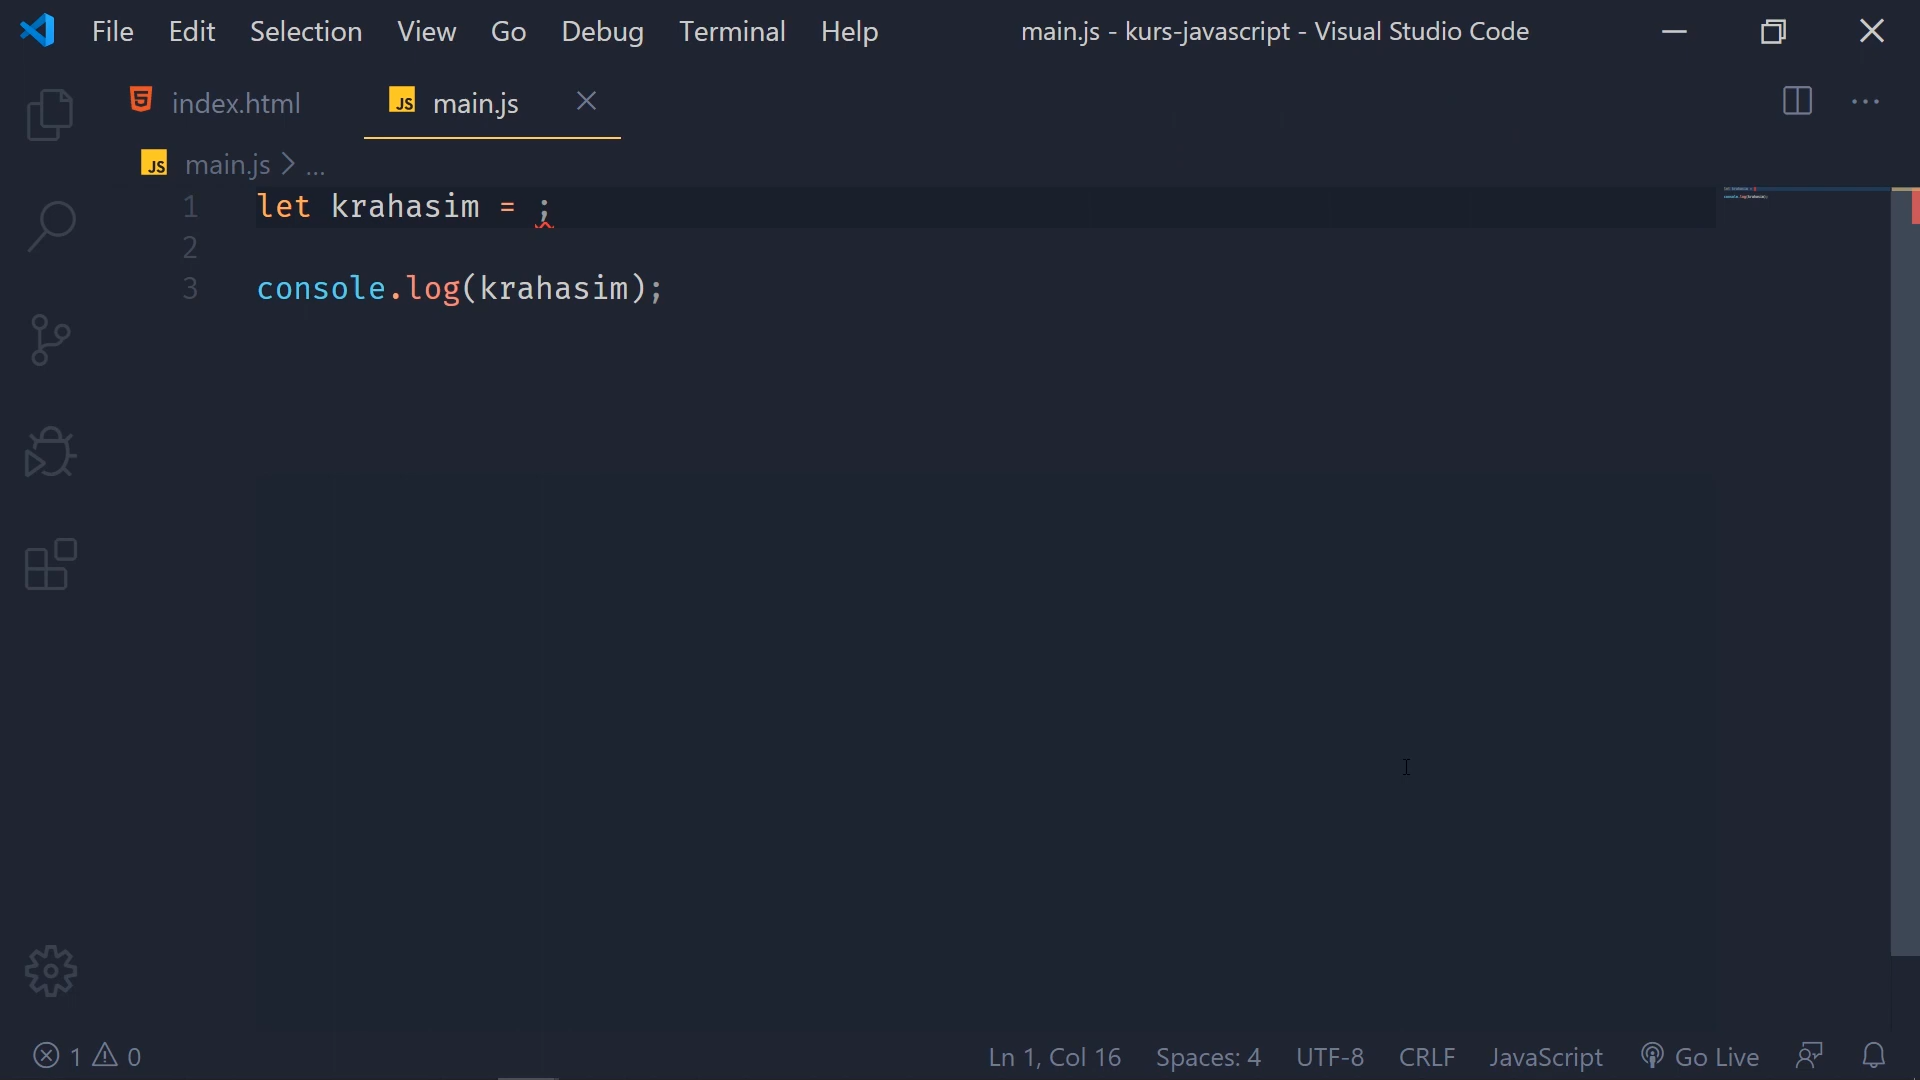 File Edit Selection View Go Debug Terminal Help main.js - kurs-javascript - Visual Studio Code
index.html JS main.js
JS main.js > ...
1 let krahasim = ;
2
3 console.log(krahasim);
1 0 Ln 1, Col 16 Spaces: 4 UTF-8 CRLF JavaScript Go Live